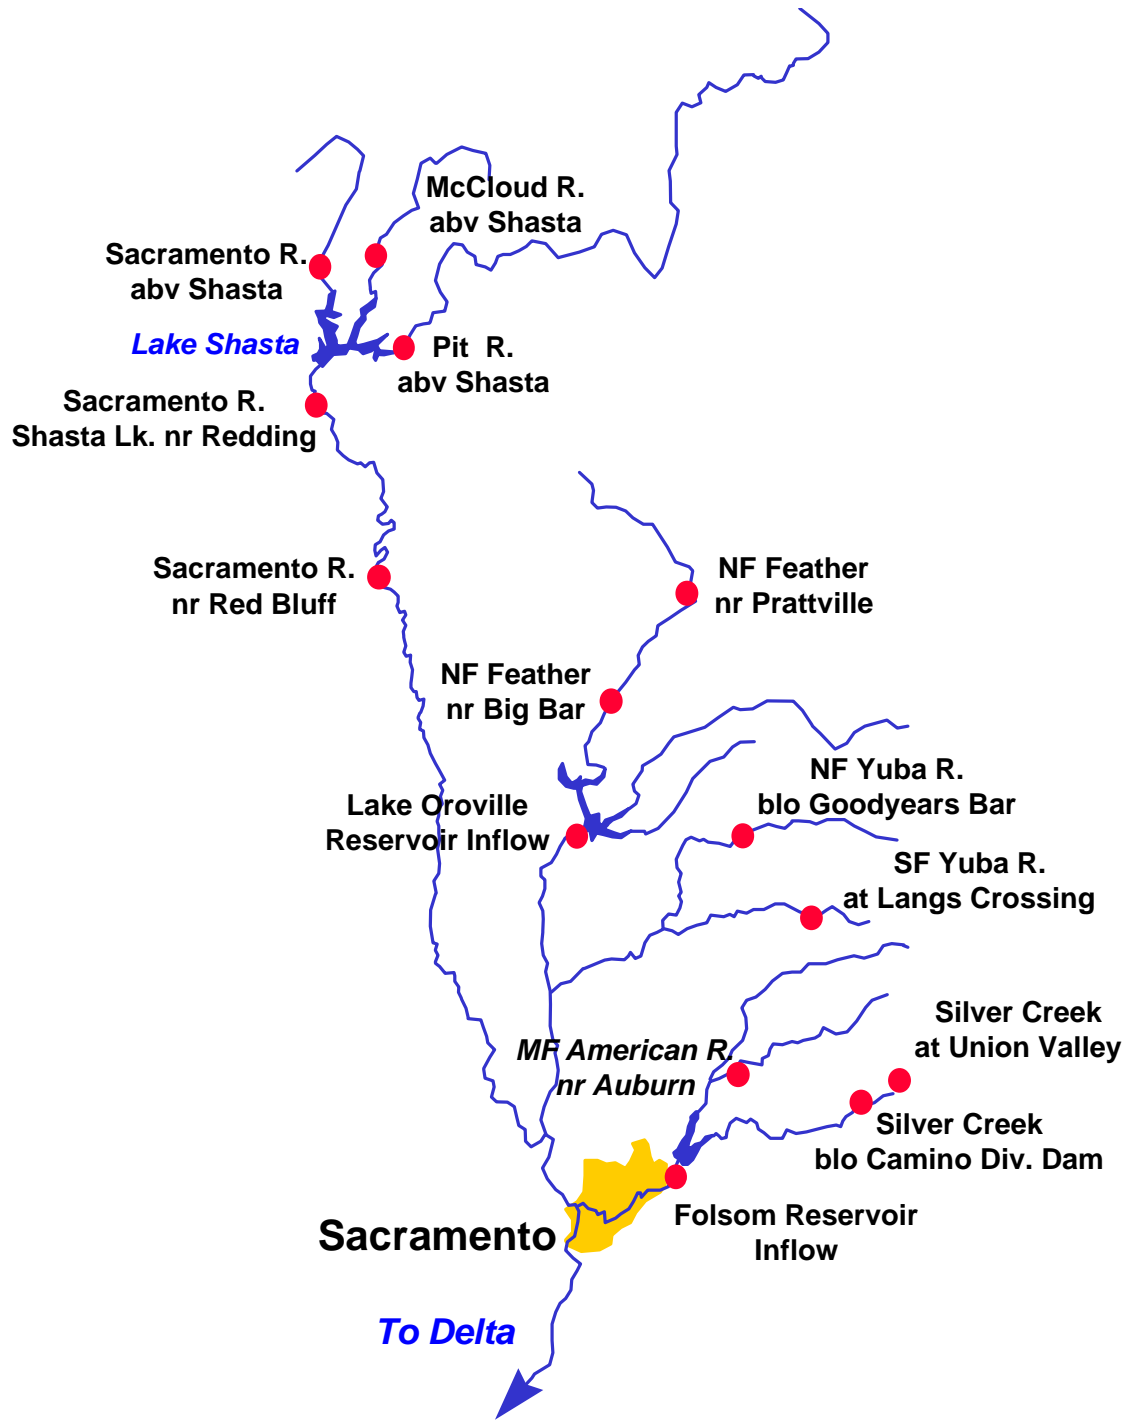 McCloud R.
abv Shasta
Sacramento R.
abv Shasta
Lake Shasta
Pit R.
abv Shasta
Sacramento R.
Shasta Lk. nr Redding
Sacramento R.
nr Red Bluff
NF Feather
nr Prattville
NF Feather
nr Big Bar
NF Yuba R.
blo Goodyears Bar
Lake Oroville
Reservoir Inflow
SF Yuba R.
at Langs Crossing
Silver Creek
at Union Valley
MF American R.
nr Auburn
Silver Creek
blo Camino Div. Dam
Folsom Reservoir
Inflow
Sacramento
To Delta